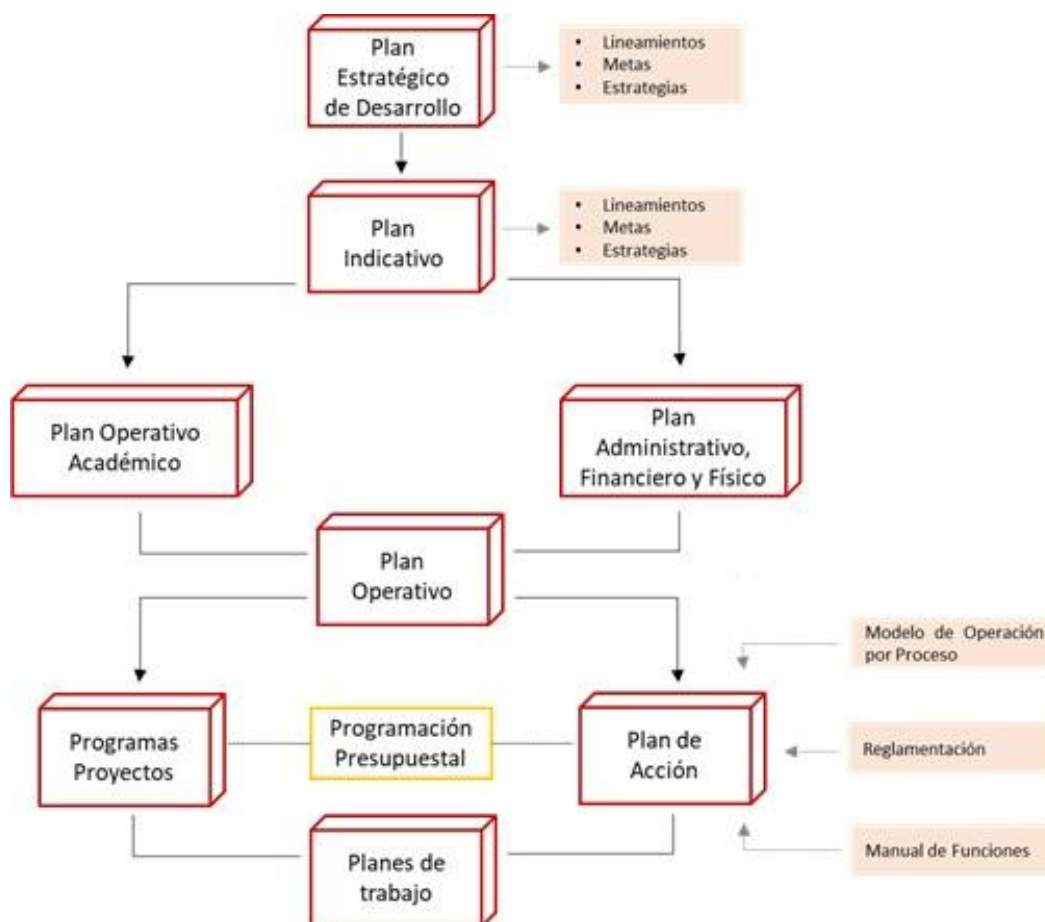 Plan
Estratégico
de Desarrollo
• Lineamientos
• Metas
• Estrategias
Plan
Indicativo
• Lineamientos
• Metas
• Estrategias
Plan Operativo
Académico
Plan
Administrativo,
Financiero y Físico
Plan
Operativo
Modelo de Operación
por Proceso
Programas
Proyectos
Programación
Presupuestal
Plan de
Acción
Reglamentación
Planes de
trabajo
Manual de Funciones